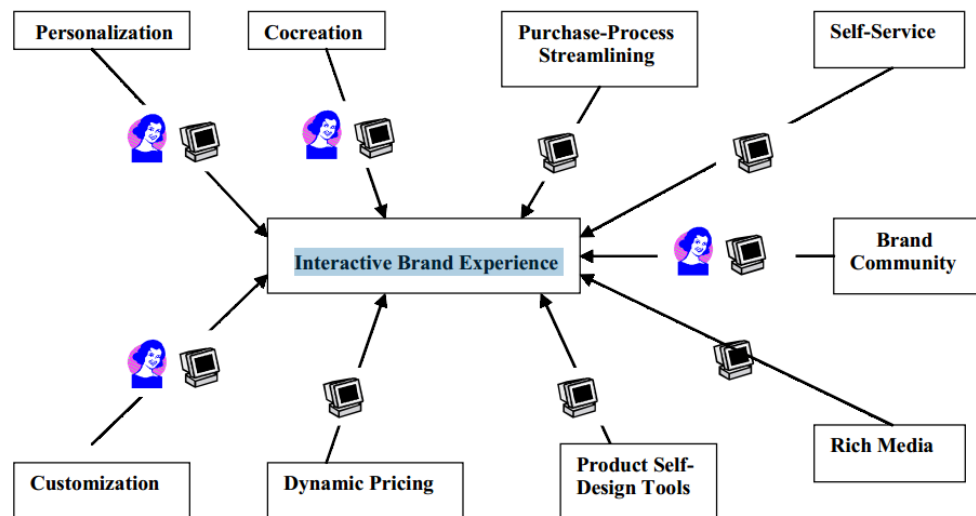 Personalization
Cocreation
Purchase-Process
Streamlining
Self-Service
Interactive Brand Experience
Brand
Community
Customization
Dynamic Pricing
Product Self-
Design Tools
Rich Media